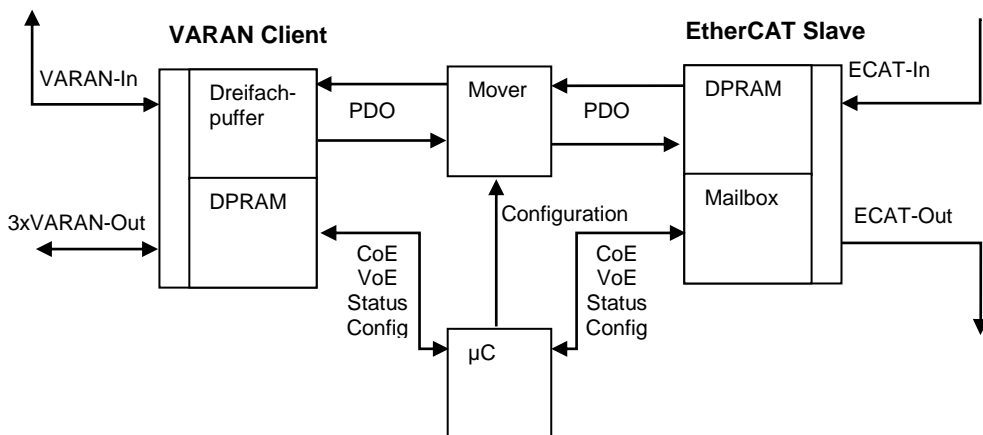 VARAN Client
EtherCAT Slave
VARAN-In
ECAT-In
Dreifach-
puffer
PDO
Mover
PDO
DPRAM
DPRAM
Mailbox
3xVARAN-Out
Configuration
ECAT-Out
CoE
VoE
Status
Config
CoE
VoE
Status
Config
µC